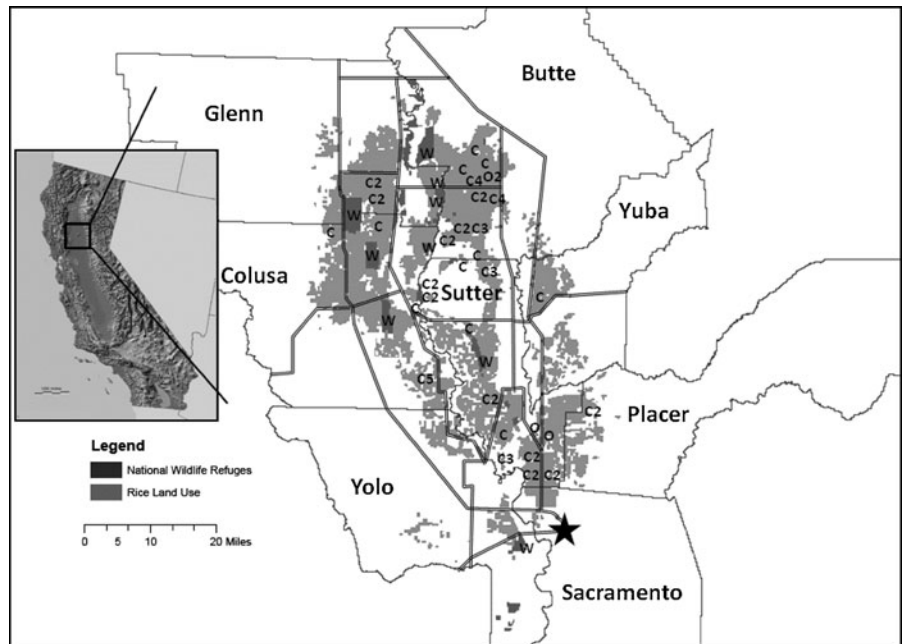 Butte
Glenn
W
C
C
C4 O2
W
C2
C2
W
C2 C4
W
C
C
C2 C3
C2
W
Yuba
W
C
C
C3
Colusa
C2
C2
Sutter
C
C
W
C
W
C5
C2
C2
Placer
O
O
C
C3
C2
C2
C2
Legend
National Wildlife Refuges
Rice Land Use
0 5 10 20 Miles
Yolo
W
Sacramento